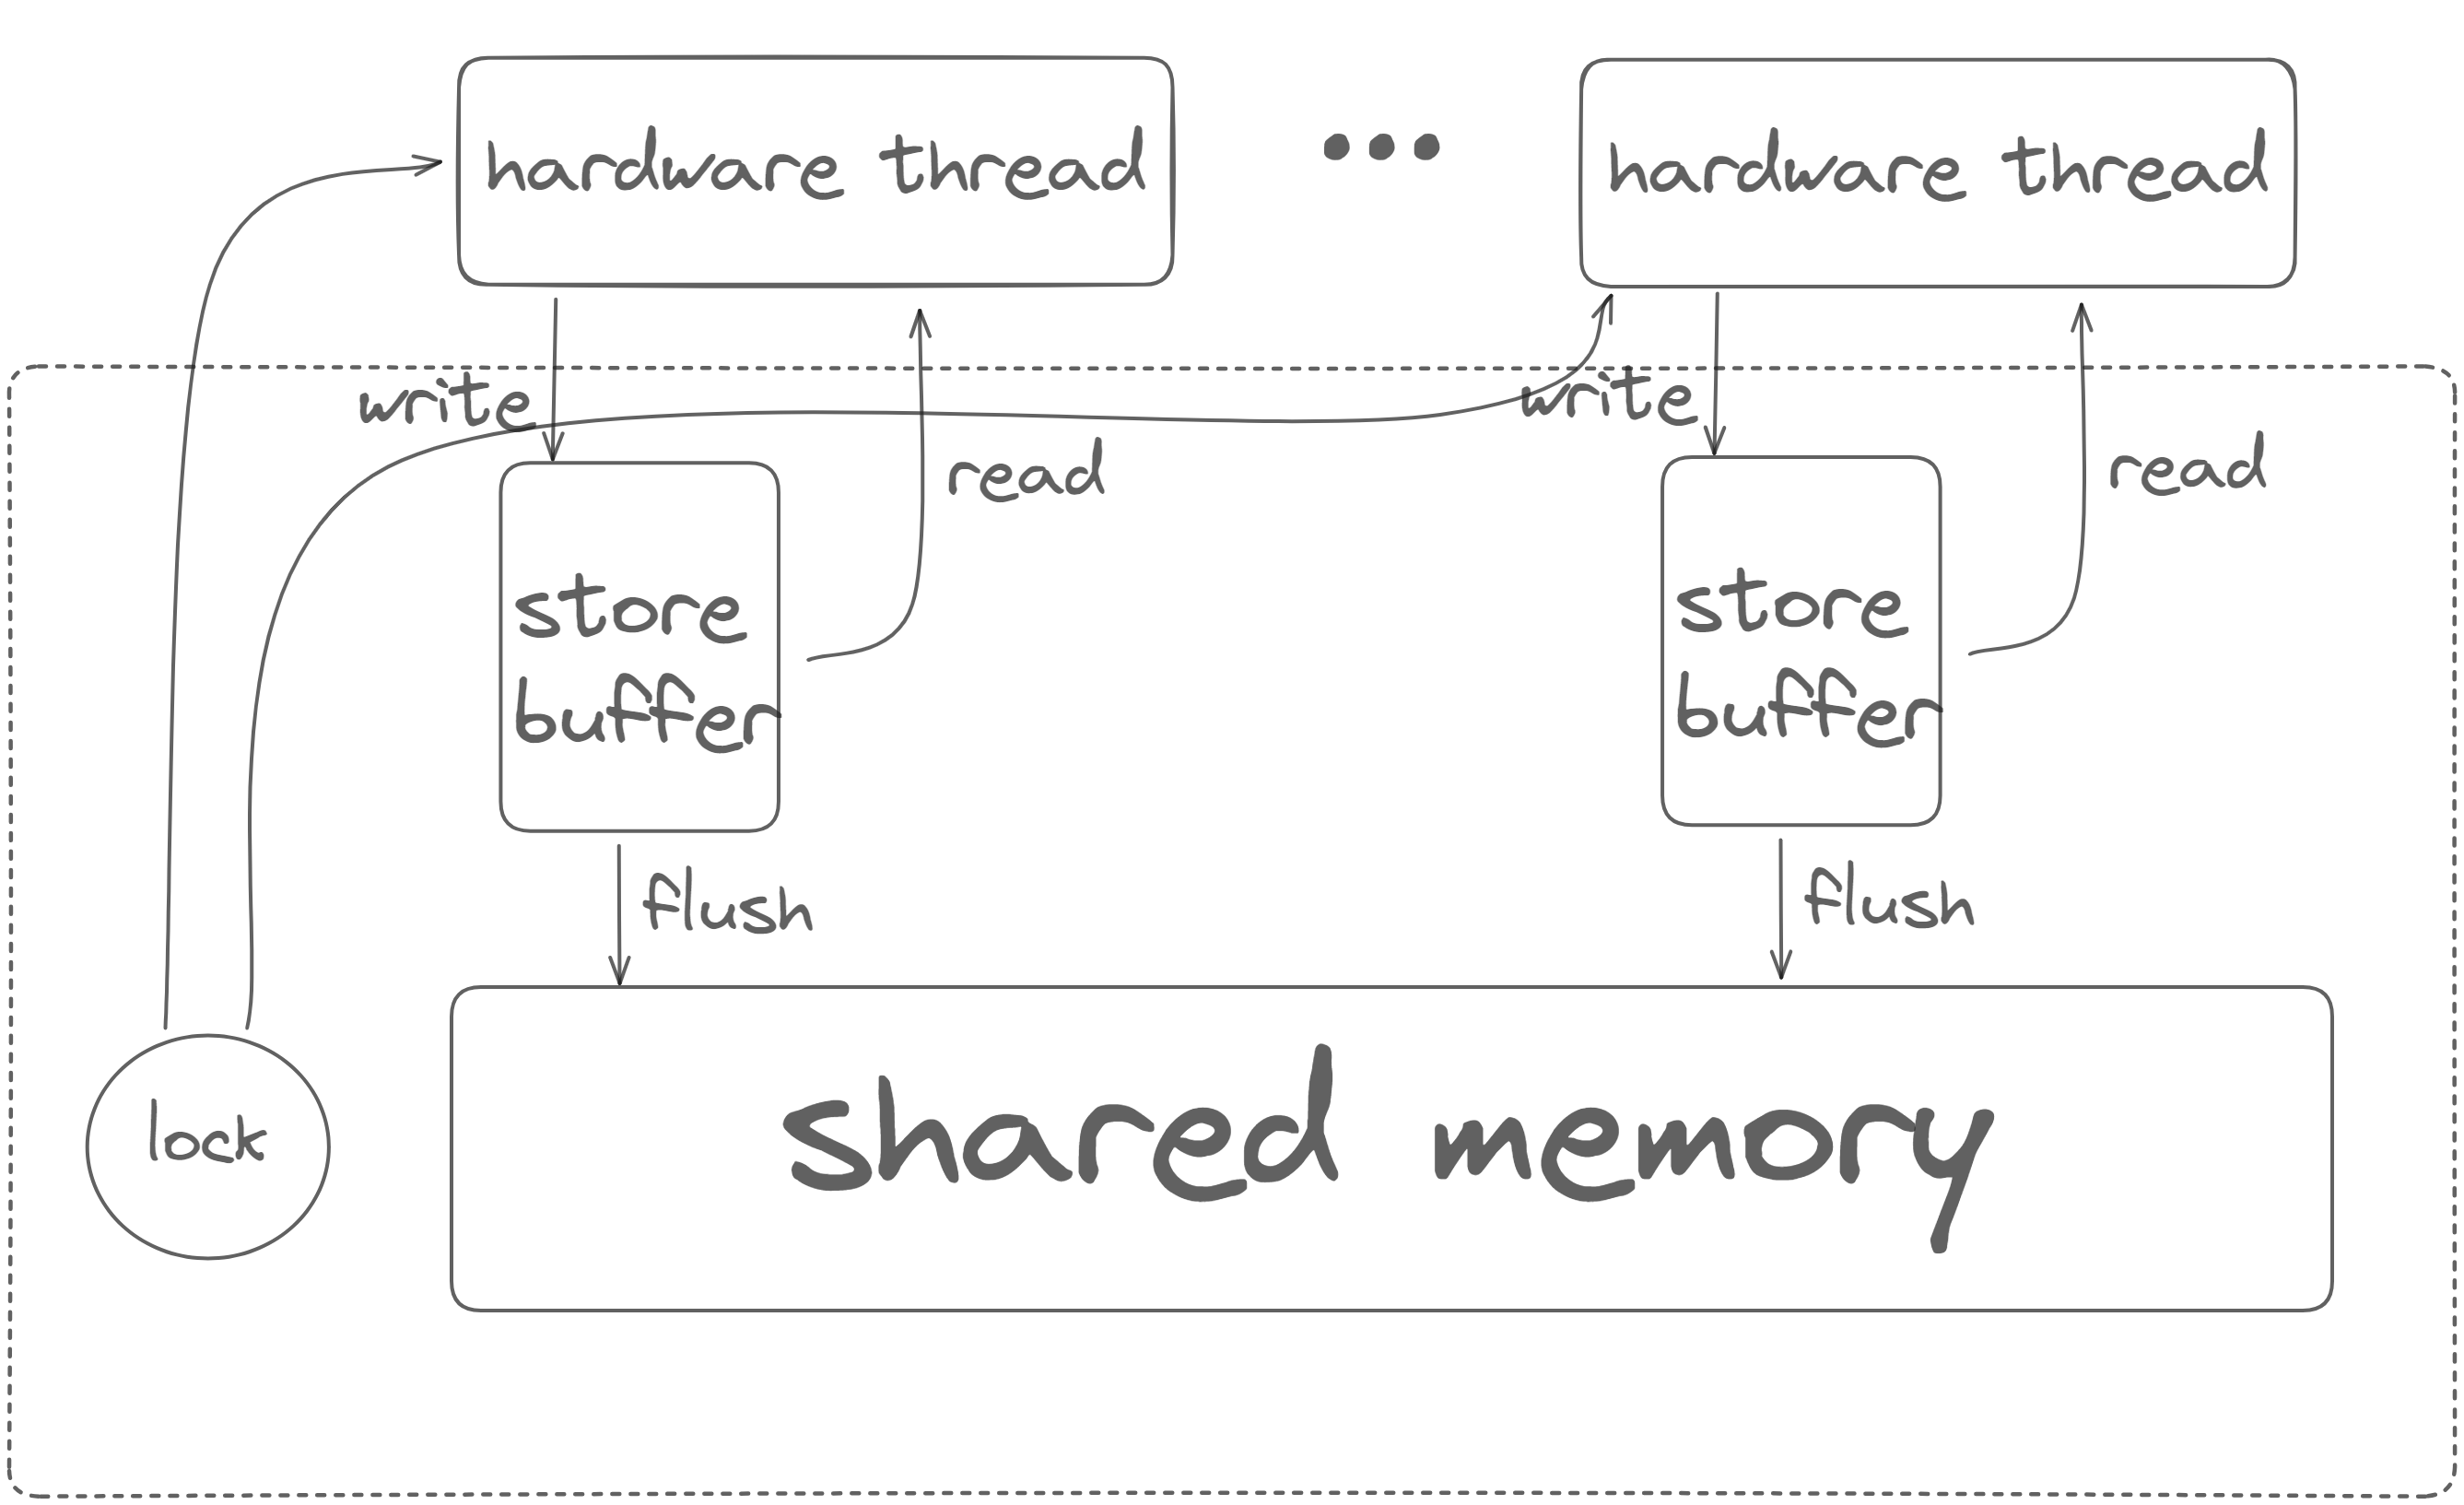 hardware thread
hardware thread
write
write
read
read
store
buffer
store
buffer
flush
flush
lock
shared memory